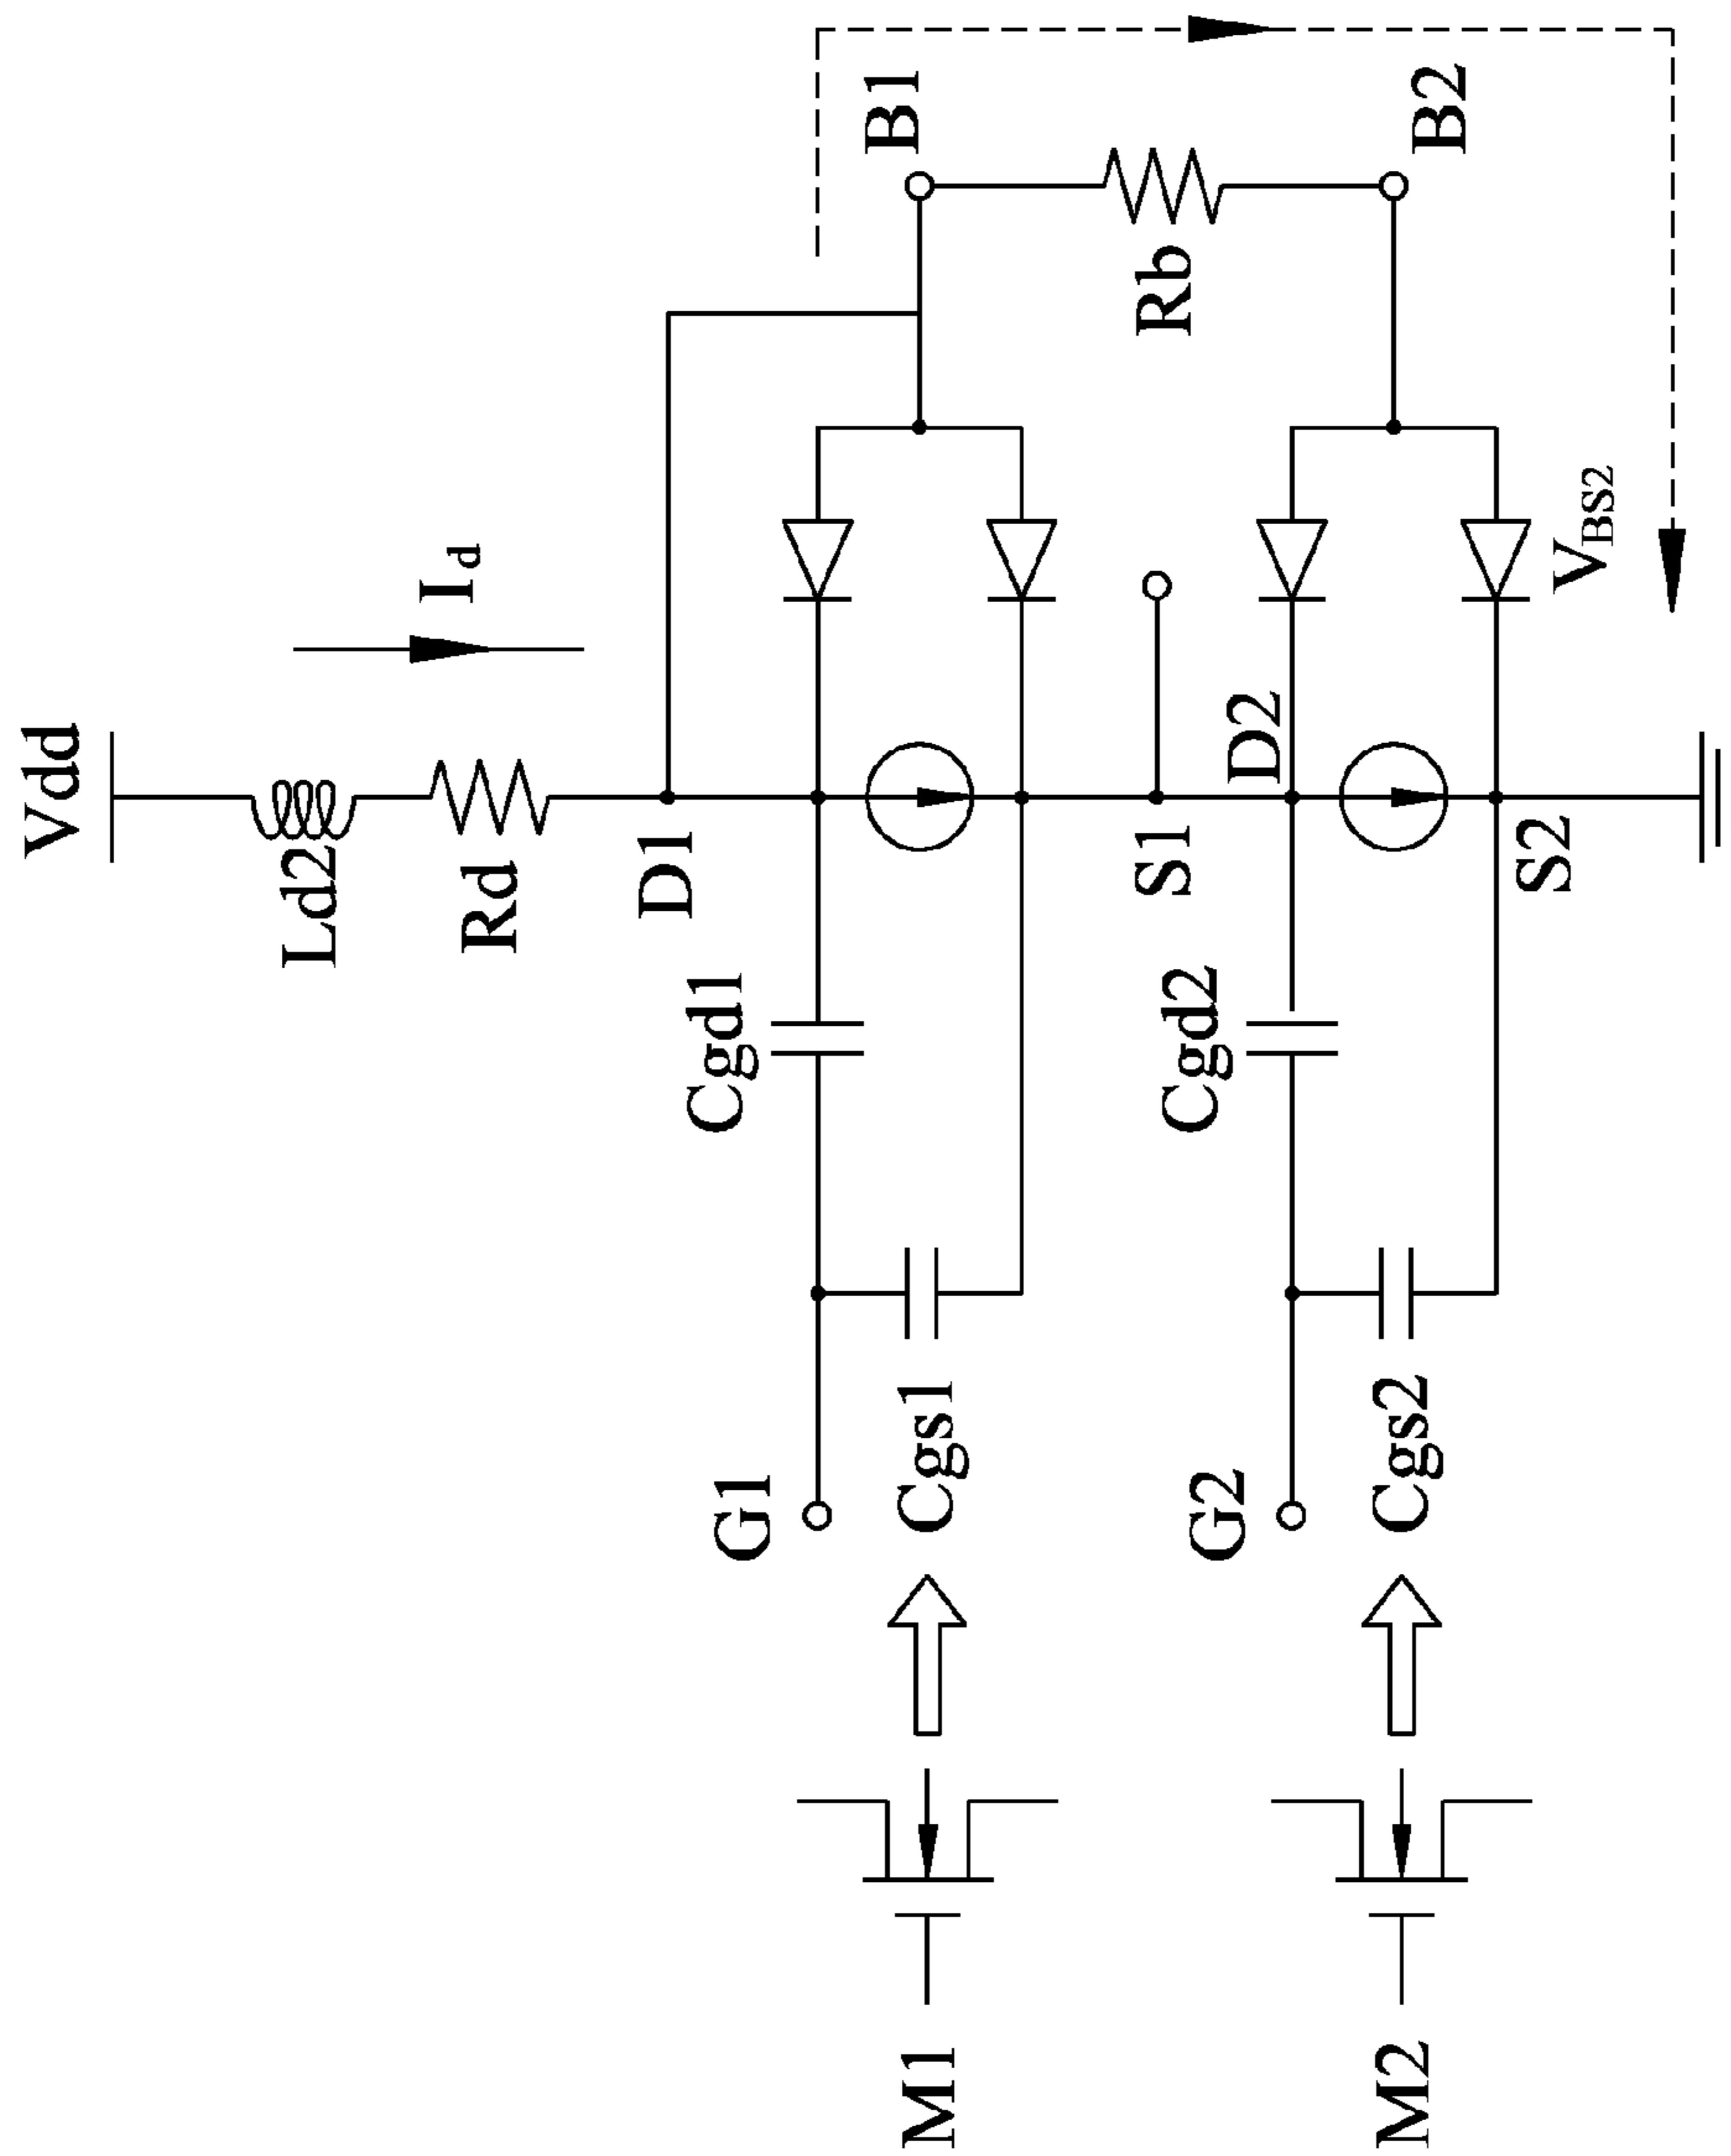 Vdd
Ld2
Rd
Id
D1
Cgd1
G1
Cgs1
M1
B1
Rb
B2
S1
D2
Cgd2
G2
Cgs2
M2
S2
VBS2